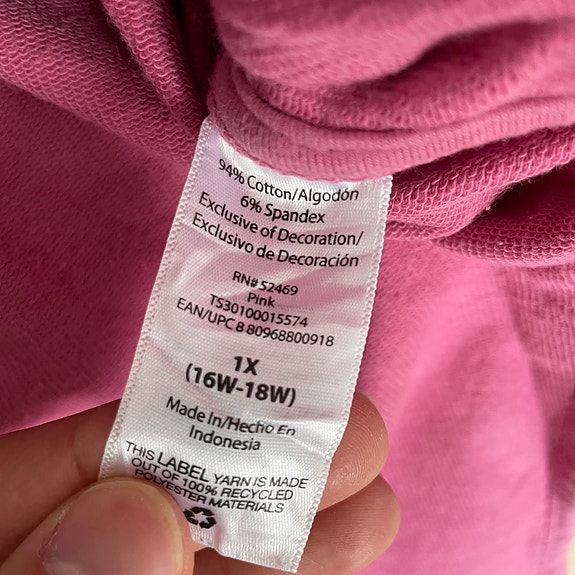 94% Cotton/Algodón
6% Spandex
Exclusive of Decoration/
Exclusivo de Decoración
RN# 52469
Pink
TS30100015574
EAN/UPC 8 80968800918
1X
(16W-18W)
Made In/Hecho En
Indonesia
THIS LABEL YARN IS MADE
OUT OF 100% RECYCLED
POLYESTER MATERIALS